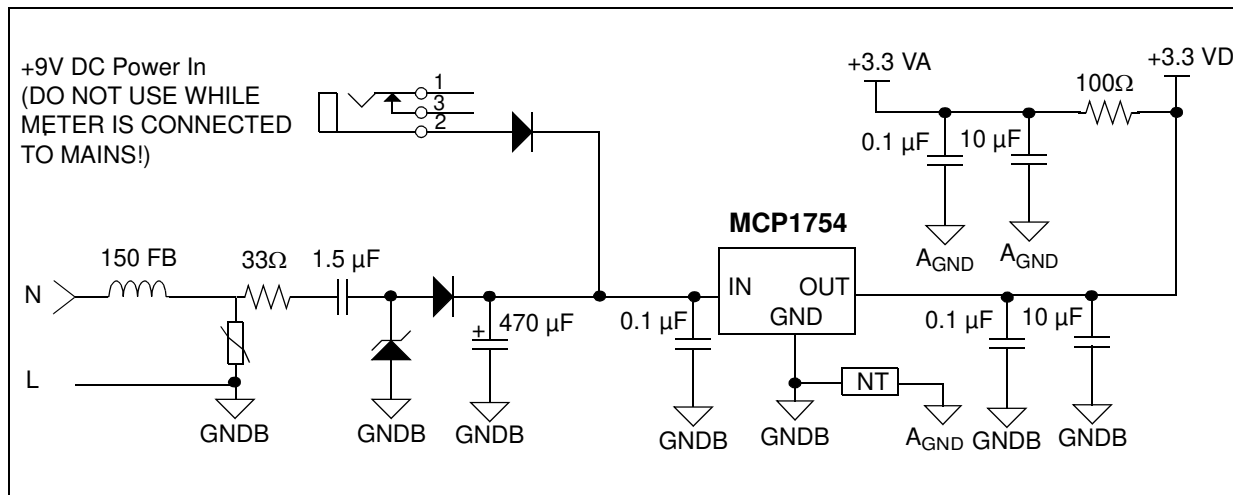 +9V DC Power In
(DO NOT USE WHILE
METER IS CONNECTED
TO MAINS!)
1
3
2
+3.3 VA
+3.3 VD
100Ω
0.1 µF
10 µF
AGND
AGND
MCP1754
IN
OUT
GND
150 FB
33Ω
1.5 µF
N
L
+
470 µF
0.1 µF
0.1 µF
10 µF
NT
GNDB
GNDB
GNDB
GNDB
GNDB
AGND
GNDB
GNDB